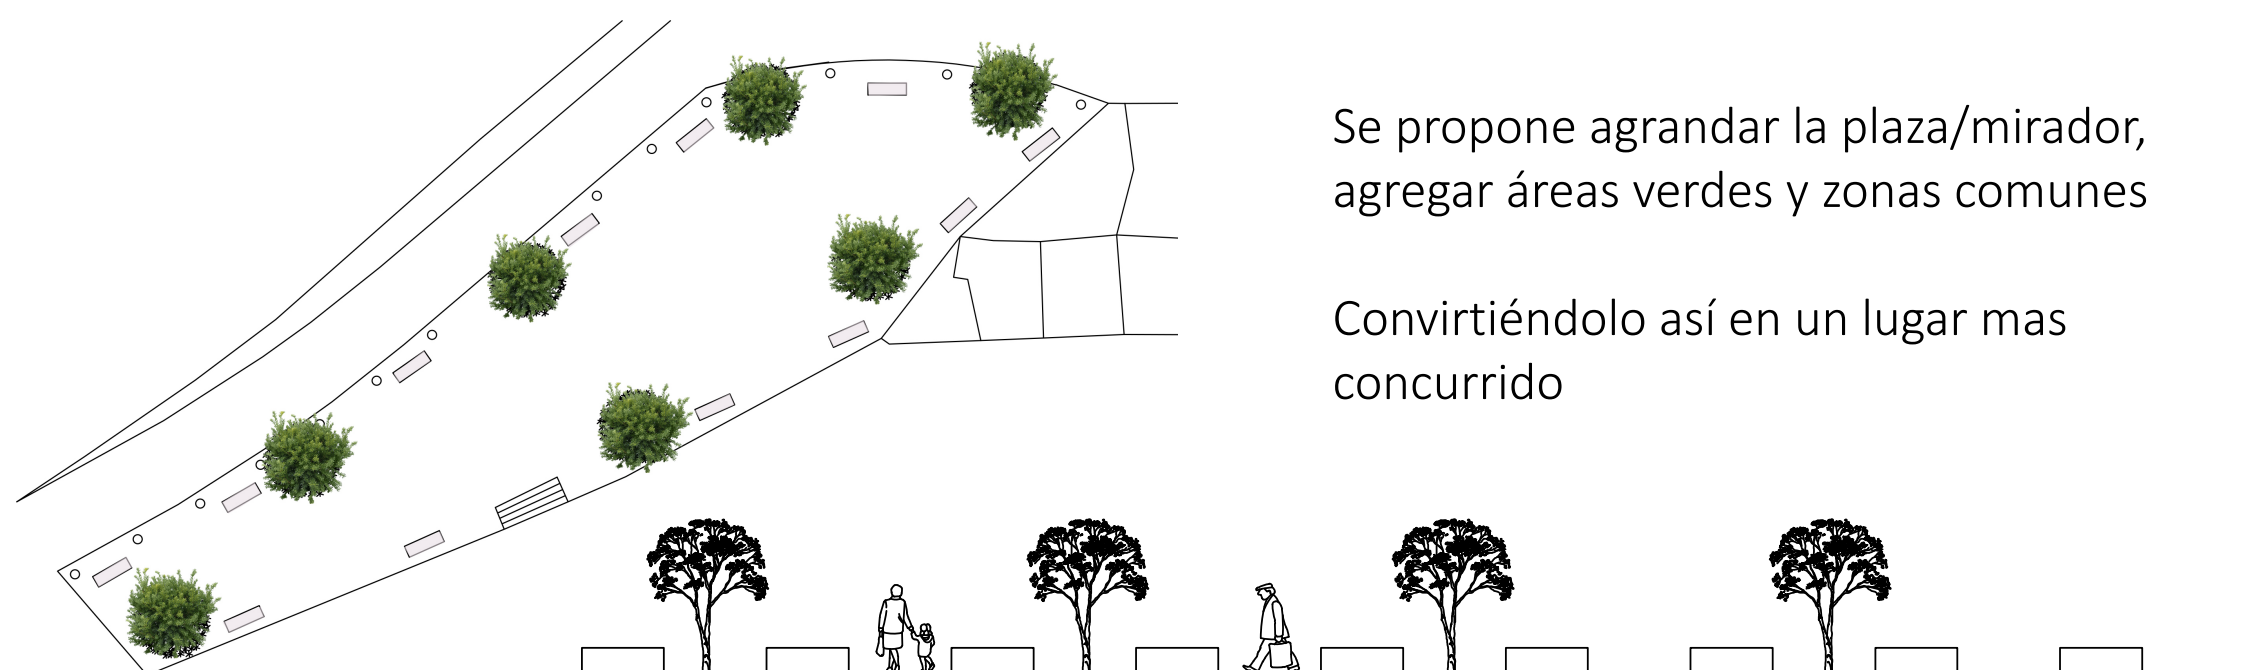 Se propone agrandar la plaza/mirador,
agregar áreas verdes y zonas comunes
Convirtiéndolo así en un lugar mas
concurrido